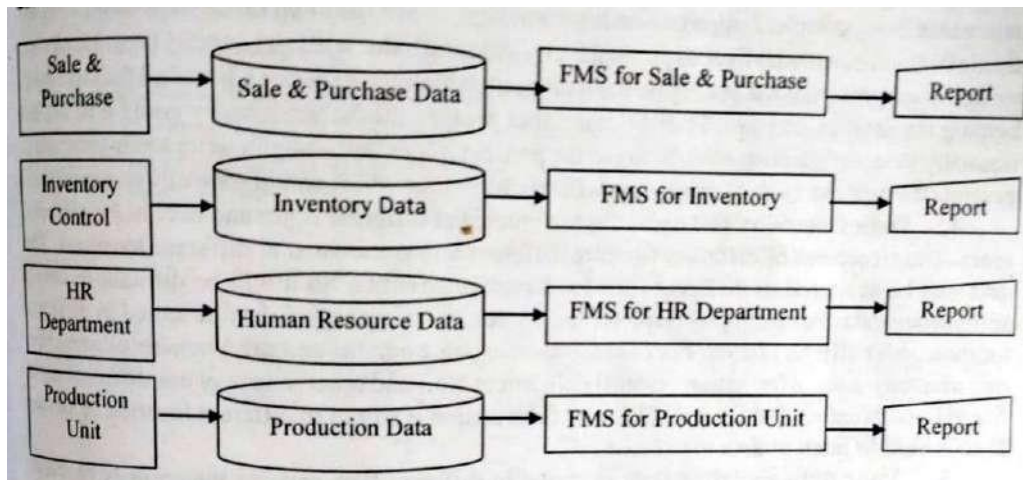 Sale &
Purchase
Sale & Purchase Data
FMS for Sale & Purchase
Report
Inventory
Control
Inventory Data
FMS for Inventory
Report
HR
Department
Human Resource Data
FMS for HR Department
Report
Production
Unit
Production Data
FMS for Production Unit
Report